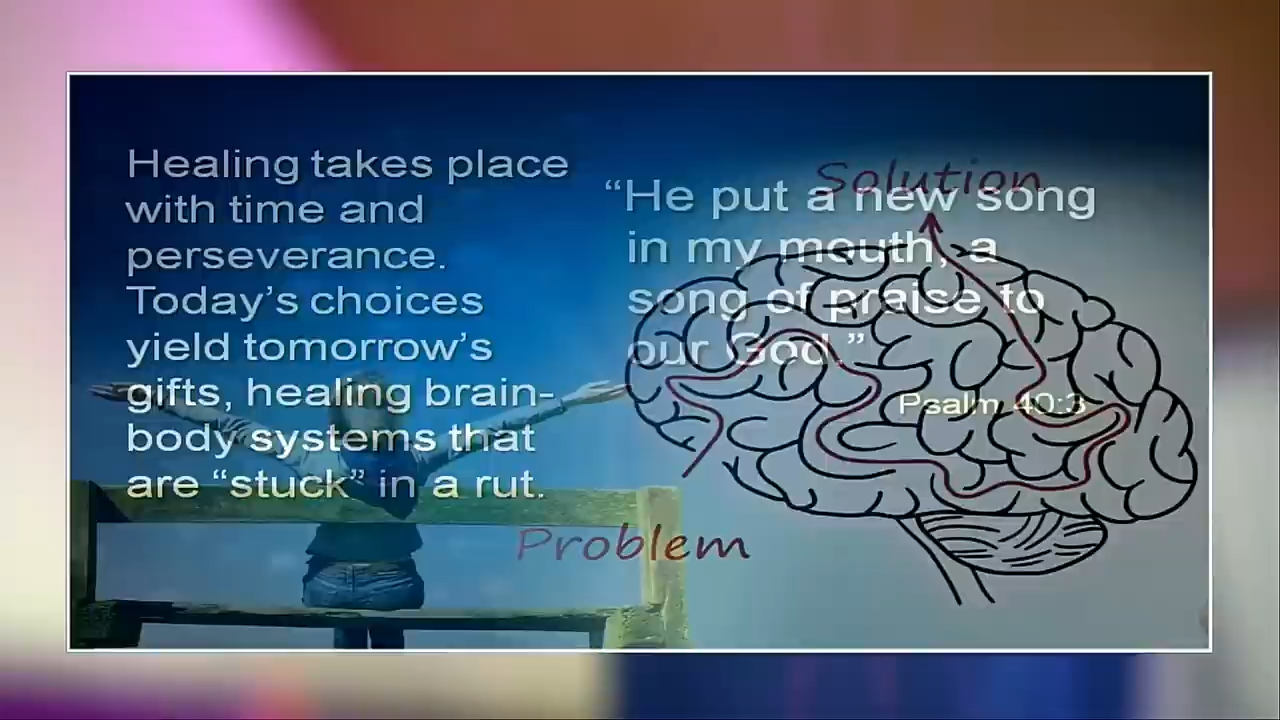 Healing takes place
with time and
perseverance.
Today's choices
yield tomorrow's
gifts, healing brain-
body systems that
are “stuck” in a rut.
“He put a new song
in my mouth, a
song of praise to
our God.”
Psalm 40:3
Solution
Problem